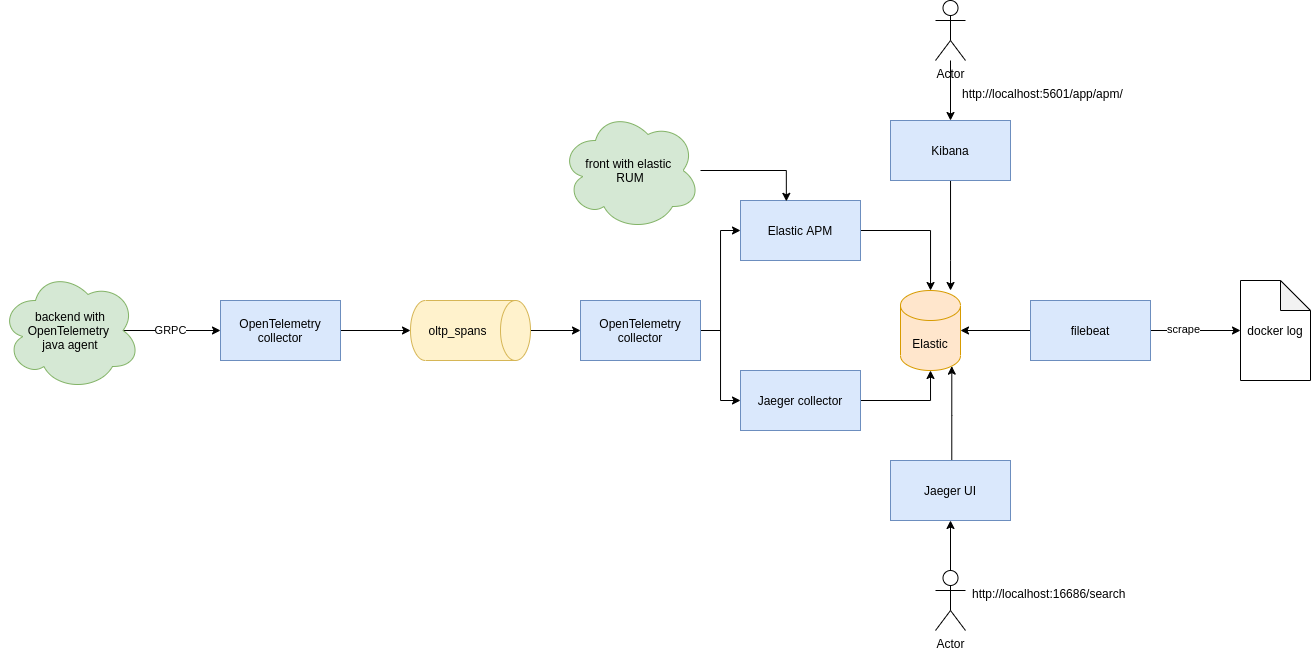 Actor
http://localhost:5601/app/apm/
Kibana
front with elastic
RUM
Elastic APM
backend with
OpenTelemetry
java agent
GRPC
OpenTelemetry
collector
oltp_spans
OpenTelemetry
collector
Elastic
filebeat
scrape
docker log
Jaeger collector
Jaeger UI
http://localhost:16686/search
Actor